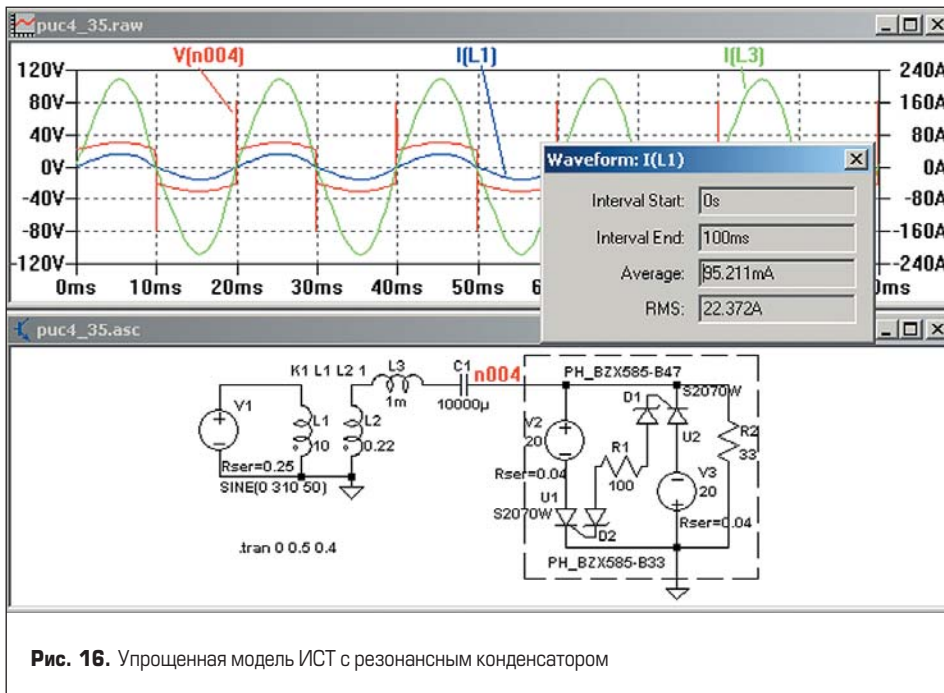 puc4_35.raw
V(n004) I(L1) I(L3)
120V 240A
80V 160A
40V 80A
0V 0A
-40V -80A
-80V -160A
-120V -240A
0ms 10ms 20ms 30ms 40ms 50ms 6 0ms
Waveform: I(L1)
Interval Start: 0s
Interval End: 100ms
Average: 95.211mA
RMS: 22.372A
puc4_35.asc
K1 L1 L2 1
L3
1m
C1
10000µ
n004
V1
Rser=0.25
SINE(0 310 50)
L1
10
L2
0.22
.tran 0 0.5 0.4
PH_BZX585-B47
S2070W
D1
U2
V2
20
Rser=0.04
R1
100
U1
S2070W
D2
V3
20
Rser=0.04
R2
33
PH_BZX585-B33
Рис. 16. Упрощенная модель ИСТ с резонансным конденсатором